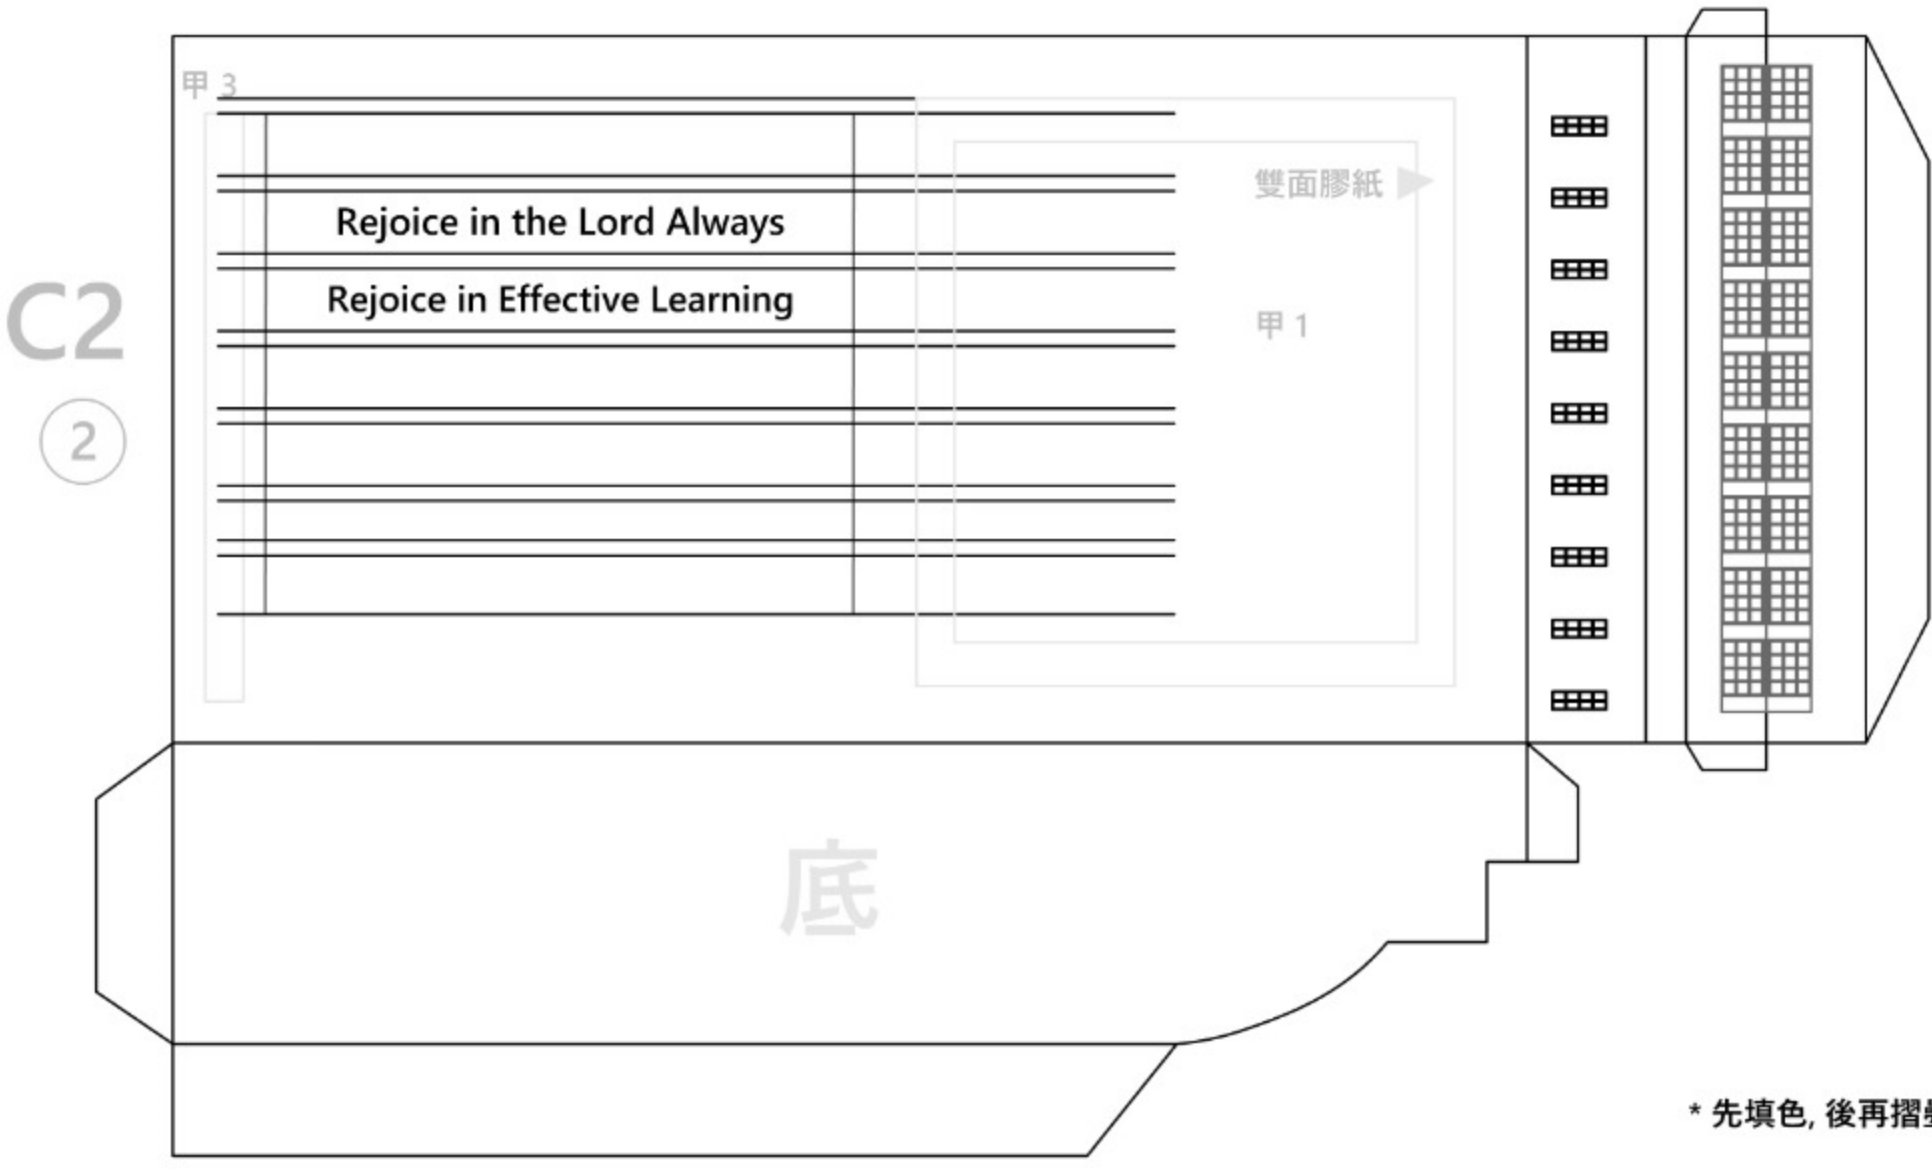 甲 3
雙面膠紙
Rejoice in the Lord Always
Rejoice in Effective Learning
甲 1
C2
2
底
* 先填色, 後再摺